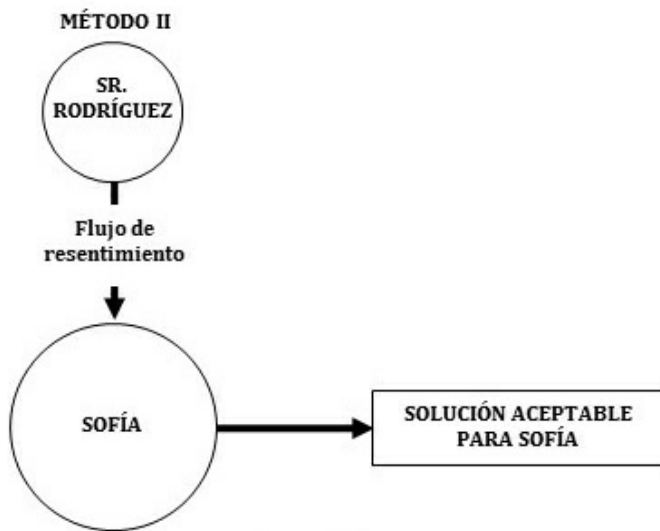 MÉTODO II
SR.
RODRÍGUEZ
Flujo de
resentimiento
SOFÍA
SOLUCIÓN ACEPTABLE
PARA SOFÍA